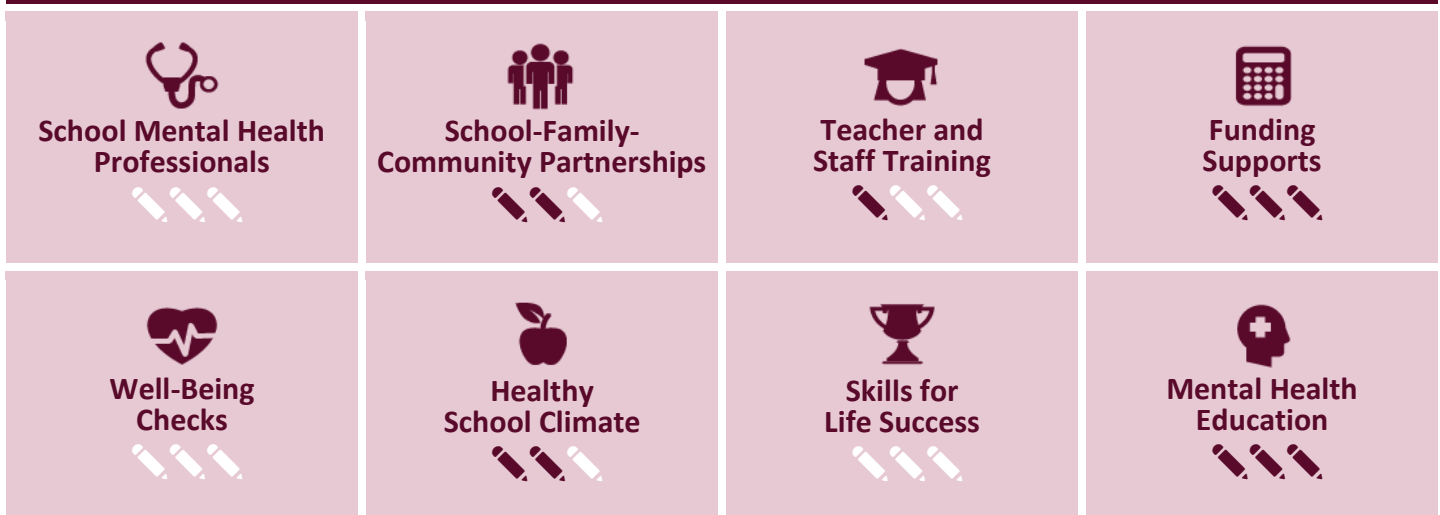 School Mental Health
Professionals
School-Family-
Community Partnerships
Teacher and
Staff Training
Funding
Supports
Well-Being
Checks
Healthy
School Climate
Skills for
Life Success
Mental Health
Education